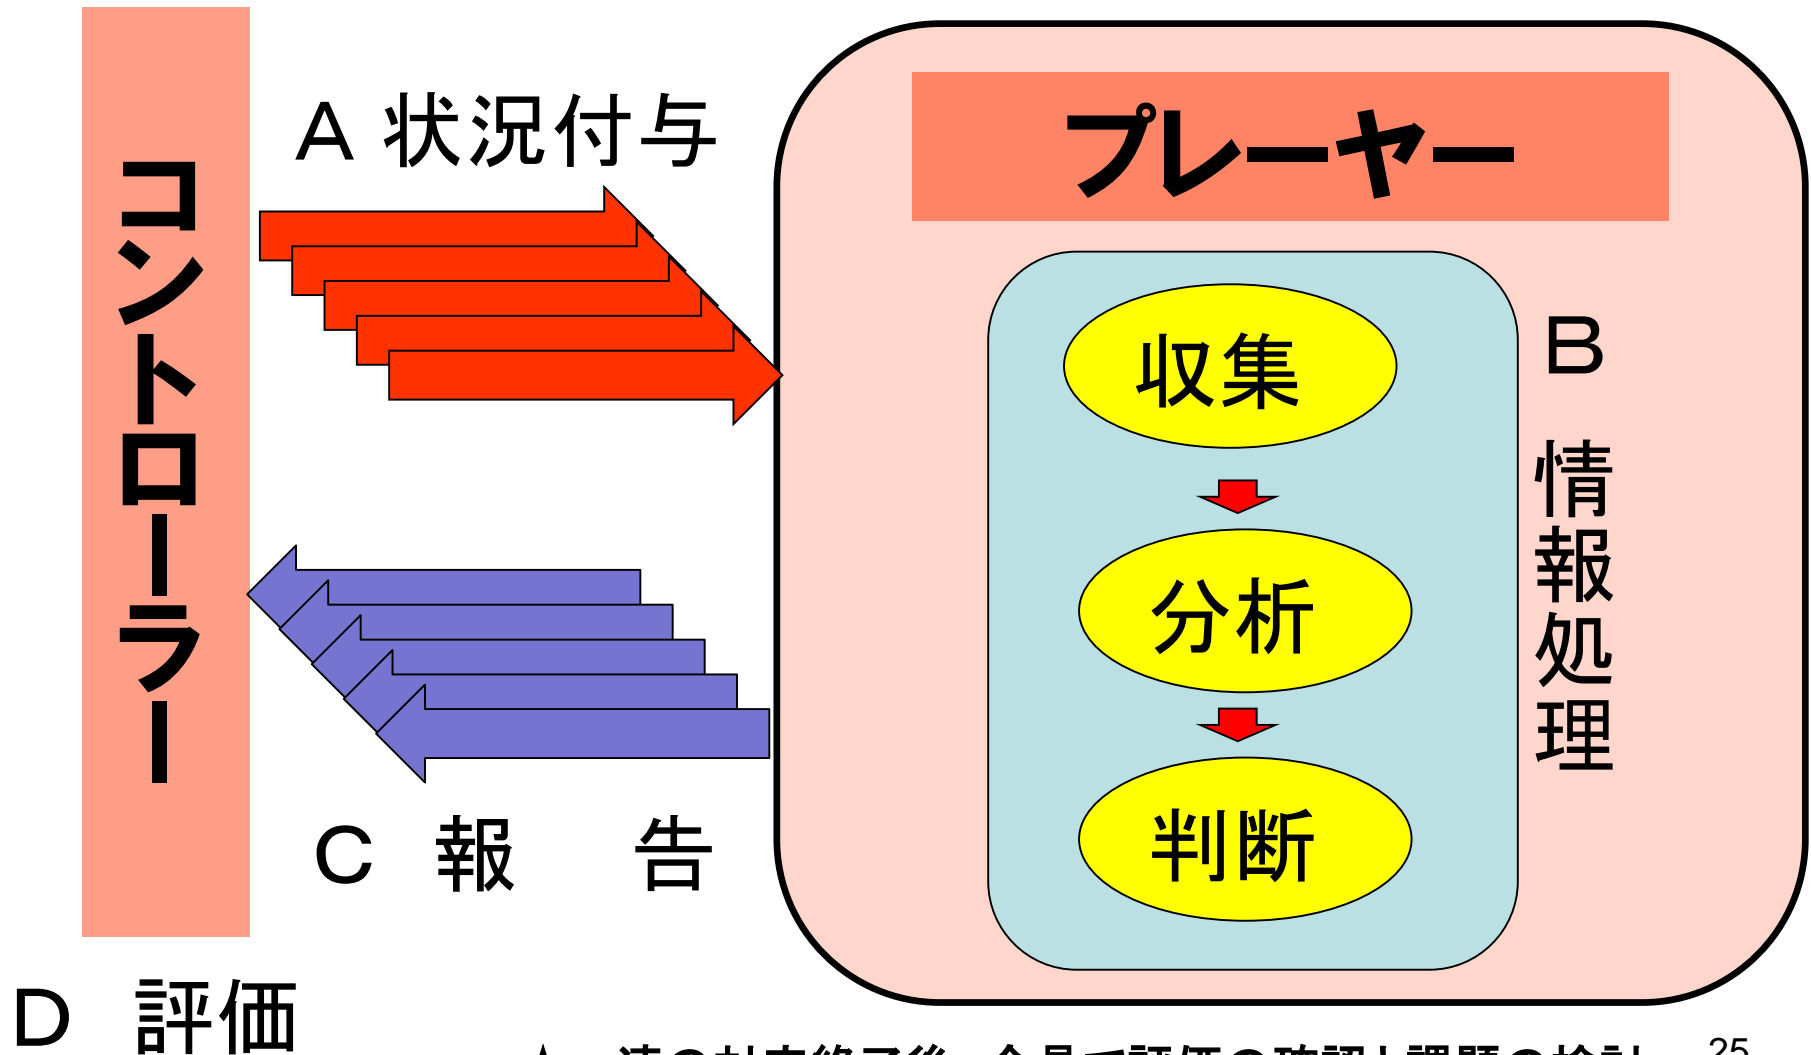 コントローラー
A 状況付与
プレーヤー
収集
分析
判断
B 情報処理
C 報 告
D 評価
25